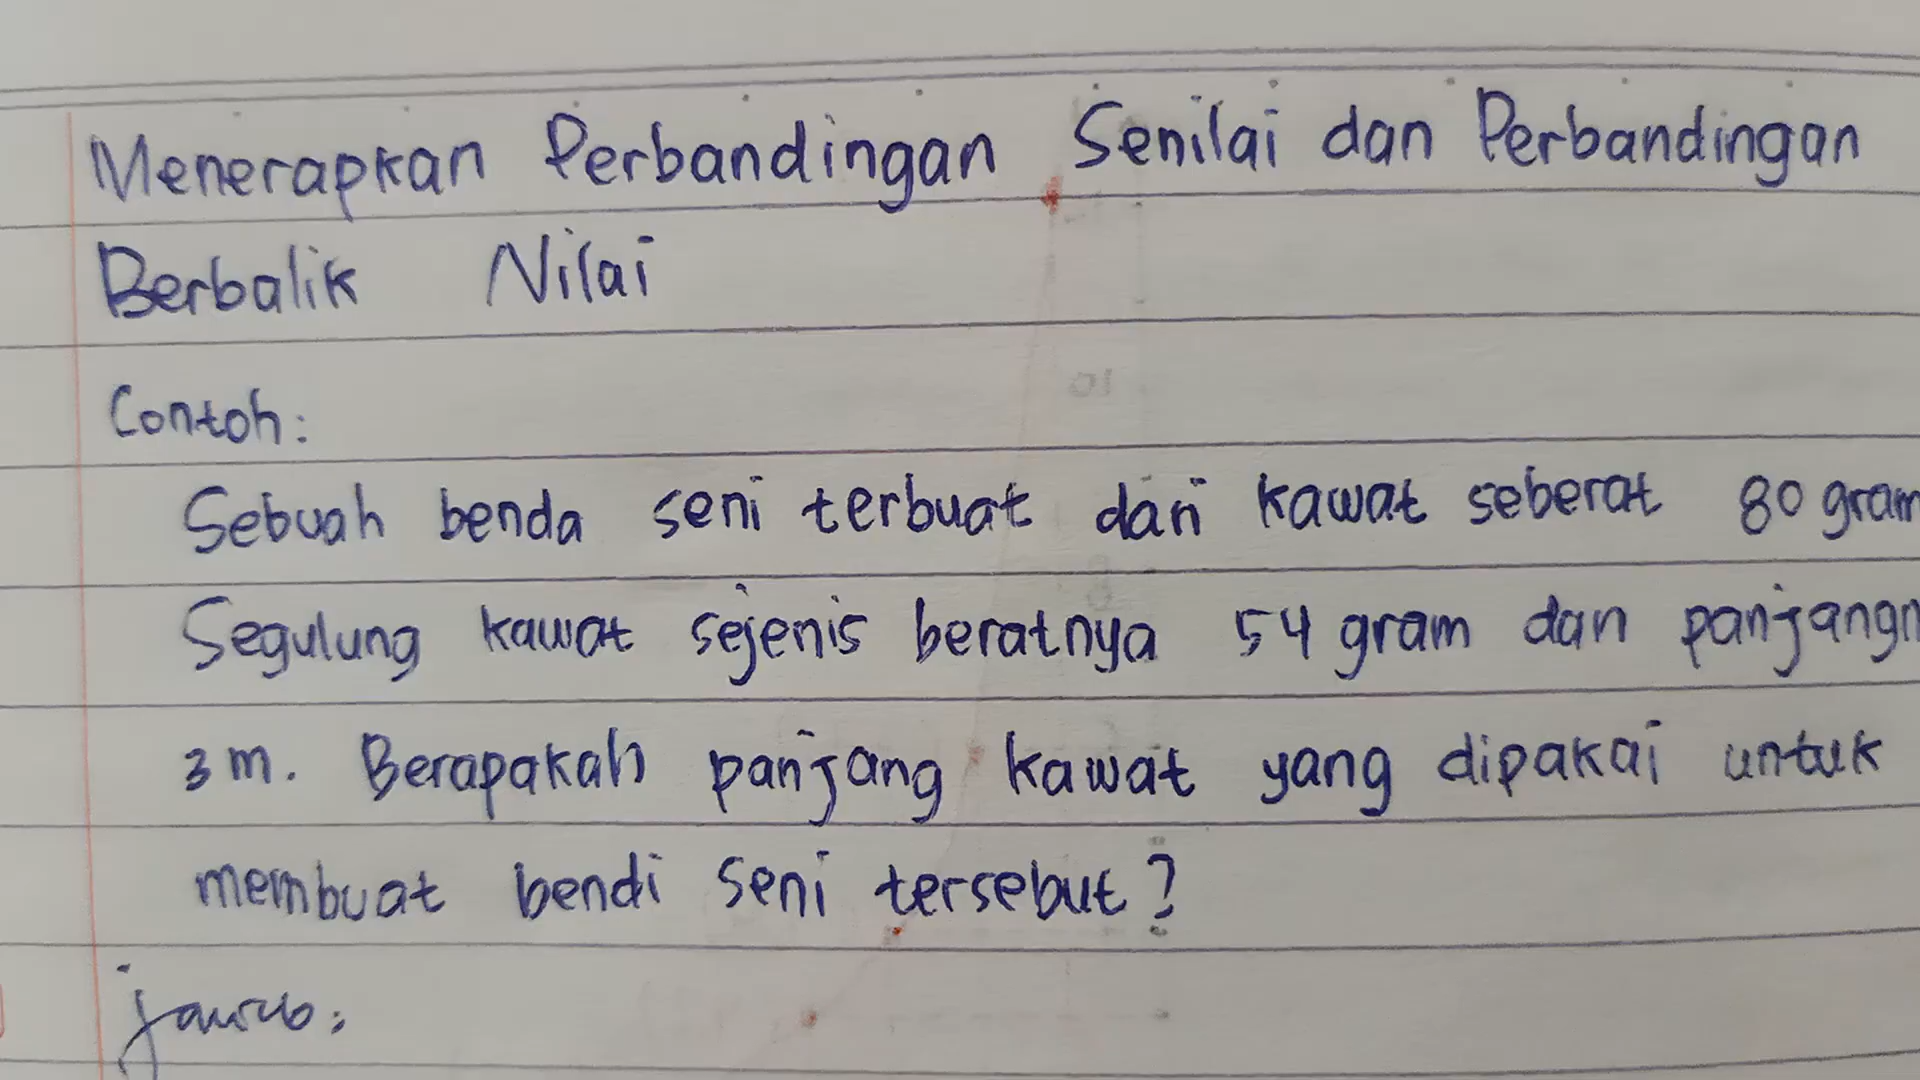 Menerapkan Perbandingan Senilai dan Perbandingan
Berbalik Nilai
Contoh:
Sebuah benda seni terbuat dari kawat seberat 80 gram
Segulung kawat sejenis beratnya 54 gram dan panjangn
3 m. Berapakah panjang kawat yang dipakai untuk
membuat bendi seni tersebut?
jawab: